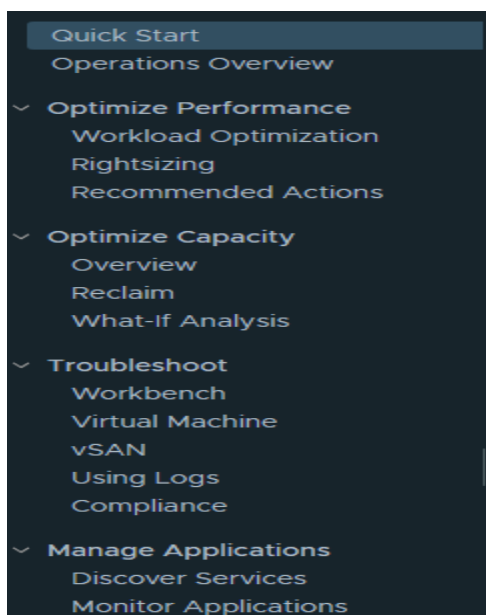 Quick Start
Operations Overview
Optimize Performance
Workload Optimization
Rightsizing
Recommended Actions
Optimize Capacity
Overview
Reclaim
What-If Analysis
Troubleshoot
Workbench
Virtual Machine
vSAN
Using Logs
Compliance
Manage Applications
Discover Services
Monitor Applications